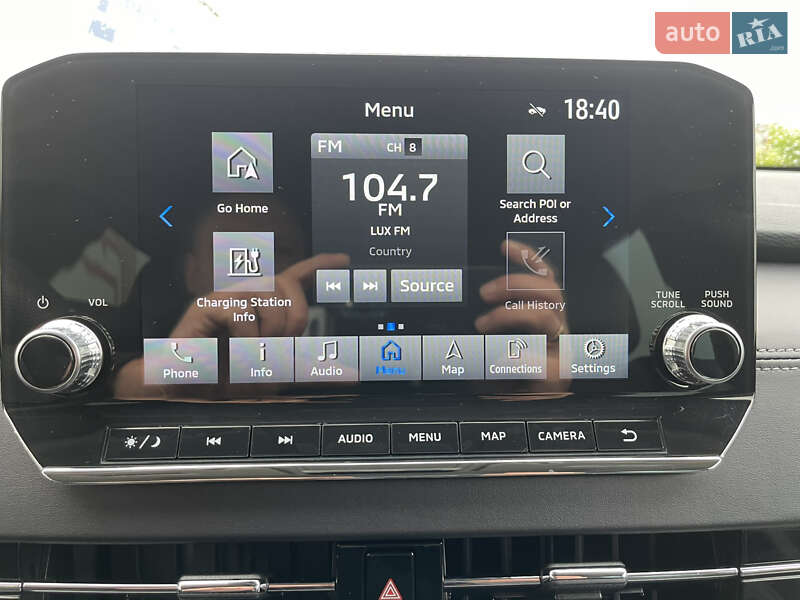 auto RIA.com
Menu
18:40
FM CH 8
104.7
FM
LUX FM
Country
Source
Go Home
Charging Station
Info
Search POI or
Address
Call History
VOL
TUNE
SCROLL
PUSH
SOUND
Phone
Info
Audio
Menu
Map
Connections
Settings
AUDIO
MENU
MAP
CAMERA